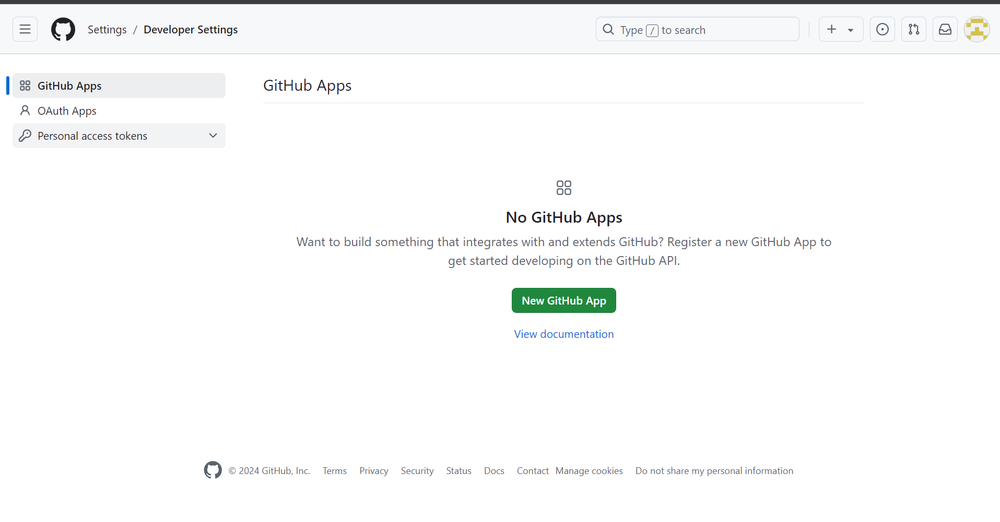 Settings / Developer Settings
Type / to search
GitHub Apps
OAuth Apps
Personal access tokens
GitHub Apps
No GitHub Apps
Want to build something that integrates with and extends GitHub? Register a new GitHub App to
get started developing on the GitHub API.
New GitHub App
View documentation
© 2024 GitHub, Inc. Terms Privacy Security Status Docs Contact Manage cookies Do not share my personal information